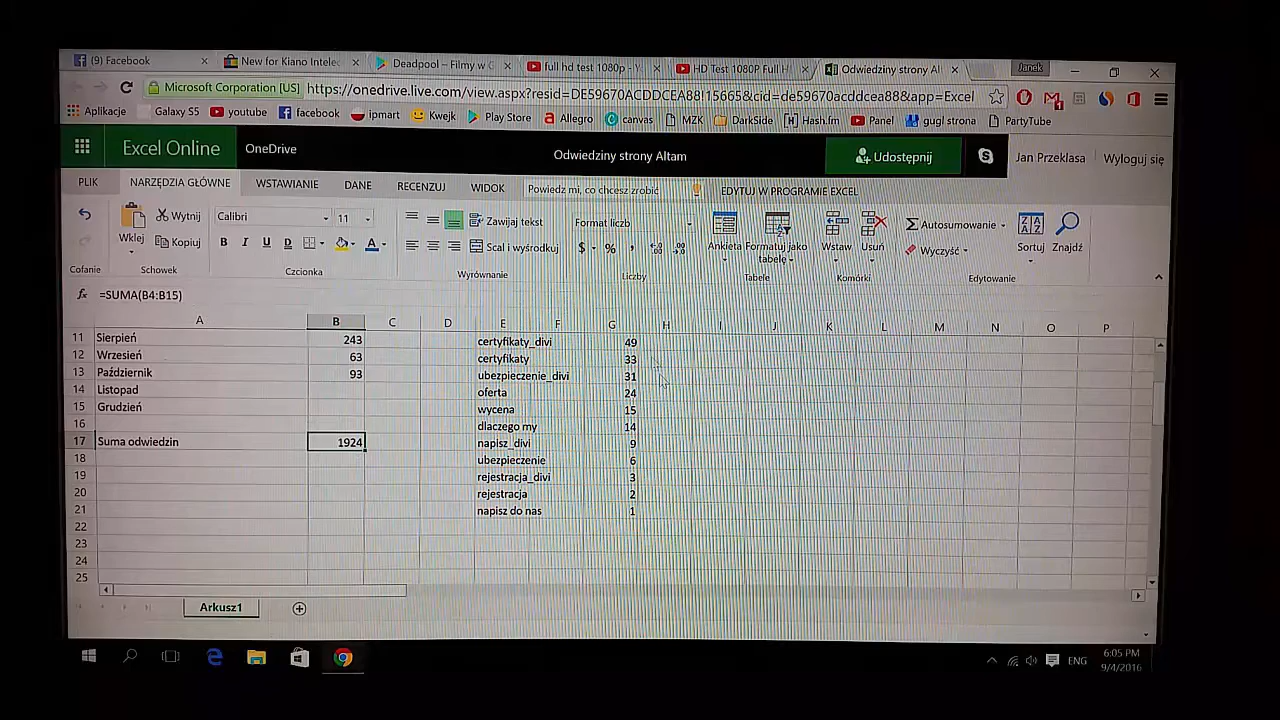 (9) Facebook
New for Kiano Intelec
Deadpool – Filmy w G
full hd test 1080p - Y
HD Test 1080P Full H
Odwiedziny strony Al
Janek
Microsoft Corporation [US] https://onedrive.live.com/view.aspx?resid=DE59670ACDDCEA88!15665&cid=de59670acddcea88&app=Excel
Aplikacje Galaxy S5 youtube facebook ipmart Kwejk Play Store Allegro canvas MZK DarkSide Hash.fm Panel gugl strona PartyTube
Excel Online OneDrive Odwiedziny strony Altam Udostępnij Jan Przeklasa Wyloguj się
PLIK NARZĘDZIA GŁÓWNE WSTAWIANIE DANE RECENZUJ WIDOK Powiedz mi, co chcesz zrobić EDYTUJ W PROGRAMIE EXCEL
Wklej Wytnij Kopiuj Calibri 11 B I U D A Zawijaj tekst Scal i wyśrodkuj Format liczb $ % Ankieta Formatuj jako tabelę Wstaw Usuń Autosumowanie Wyczyść Sortuj Znajdź
Cofanie Schowek Czcionka Wyrównanie Liczby Tabele Komórki Edytowanie
fx =SUMA(B4:B15)
A B C D E F G H I J K L M N O P
11 Sierpień 243 certyfikaty_divi 49
12 Wrzesień 63 certyfikaty 33
13 Październik 93 ubezpieczenie_divi 31
14 Listopad oferta 24
15 Grudzień wycena 15
16 dlaczego my 14
17 Suma odwiedzin 1924 napisz_divi 9
18 ubezpieczenie 6
19 rejestracja_divi 3
20 rejestracja 2
21 napisz do nas 1
22
23
24
25
Arkusz1
ENG
6:05 PM
9/4/2016